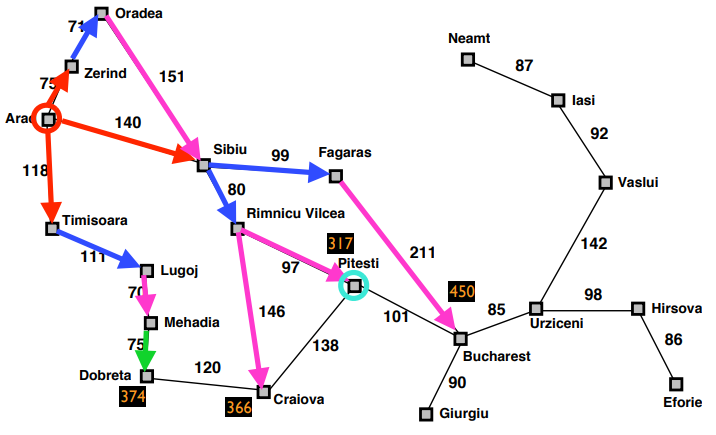 Oradea
71
Neamt
87
Zerind
75
151
Iasi
Arad
140
92
Sibiu
99
Fagaras
118
80
Vaslui
Timisoara
Rimnicu Vilcea
111
317
142
211
97
Pitesti
Lugoj
70
450
98
Mehadia
146
101
85
Hirsova
Urziceni
75
138
86
Bucharest
120
Dobreta
90
374
366
Craiova
Eforie
Giurgiu